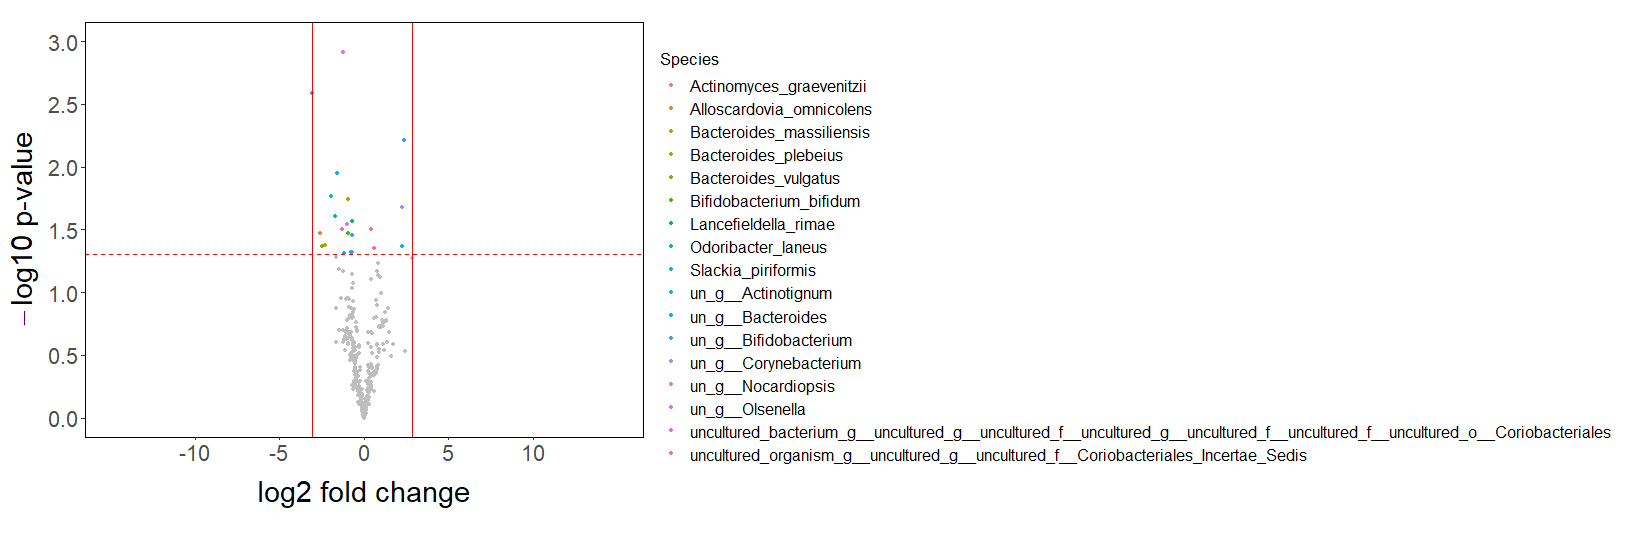 3.0
2.5
2.0
1.5
1.0
0.5
0.0
−log10 p-value
-10
-5
0
5
10
log2 fold change
Species
Actinomyces_graevenitzii
Alloscardovia_omnicolens
Bacteroides_massiliensis
Bacteroides_plebeius
Bacteroides_vulgatus
Bifidobacterium_bifidum
Lancefieldella_rimae
Odoribacter_laneus
Slackia_piriformis
un_g__Actinotignum
un_g__Bacteroides
un_g__Bifidobacterium
un_g__Corynebacterium
un_g__Nocardiopsis
un_g__Olsenella
uncultured_bacterium_g__uncultured_g__uncultured_f__uncultured_g__uncultured_f__uncultured_f__uncultured_o__Coriobacteriales
uncultured_organism_g__uncultured_g__uncultured_f__Coriobacteriales_Incertae_Sedis